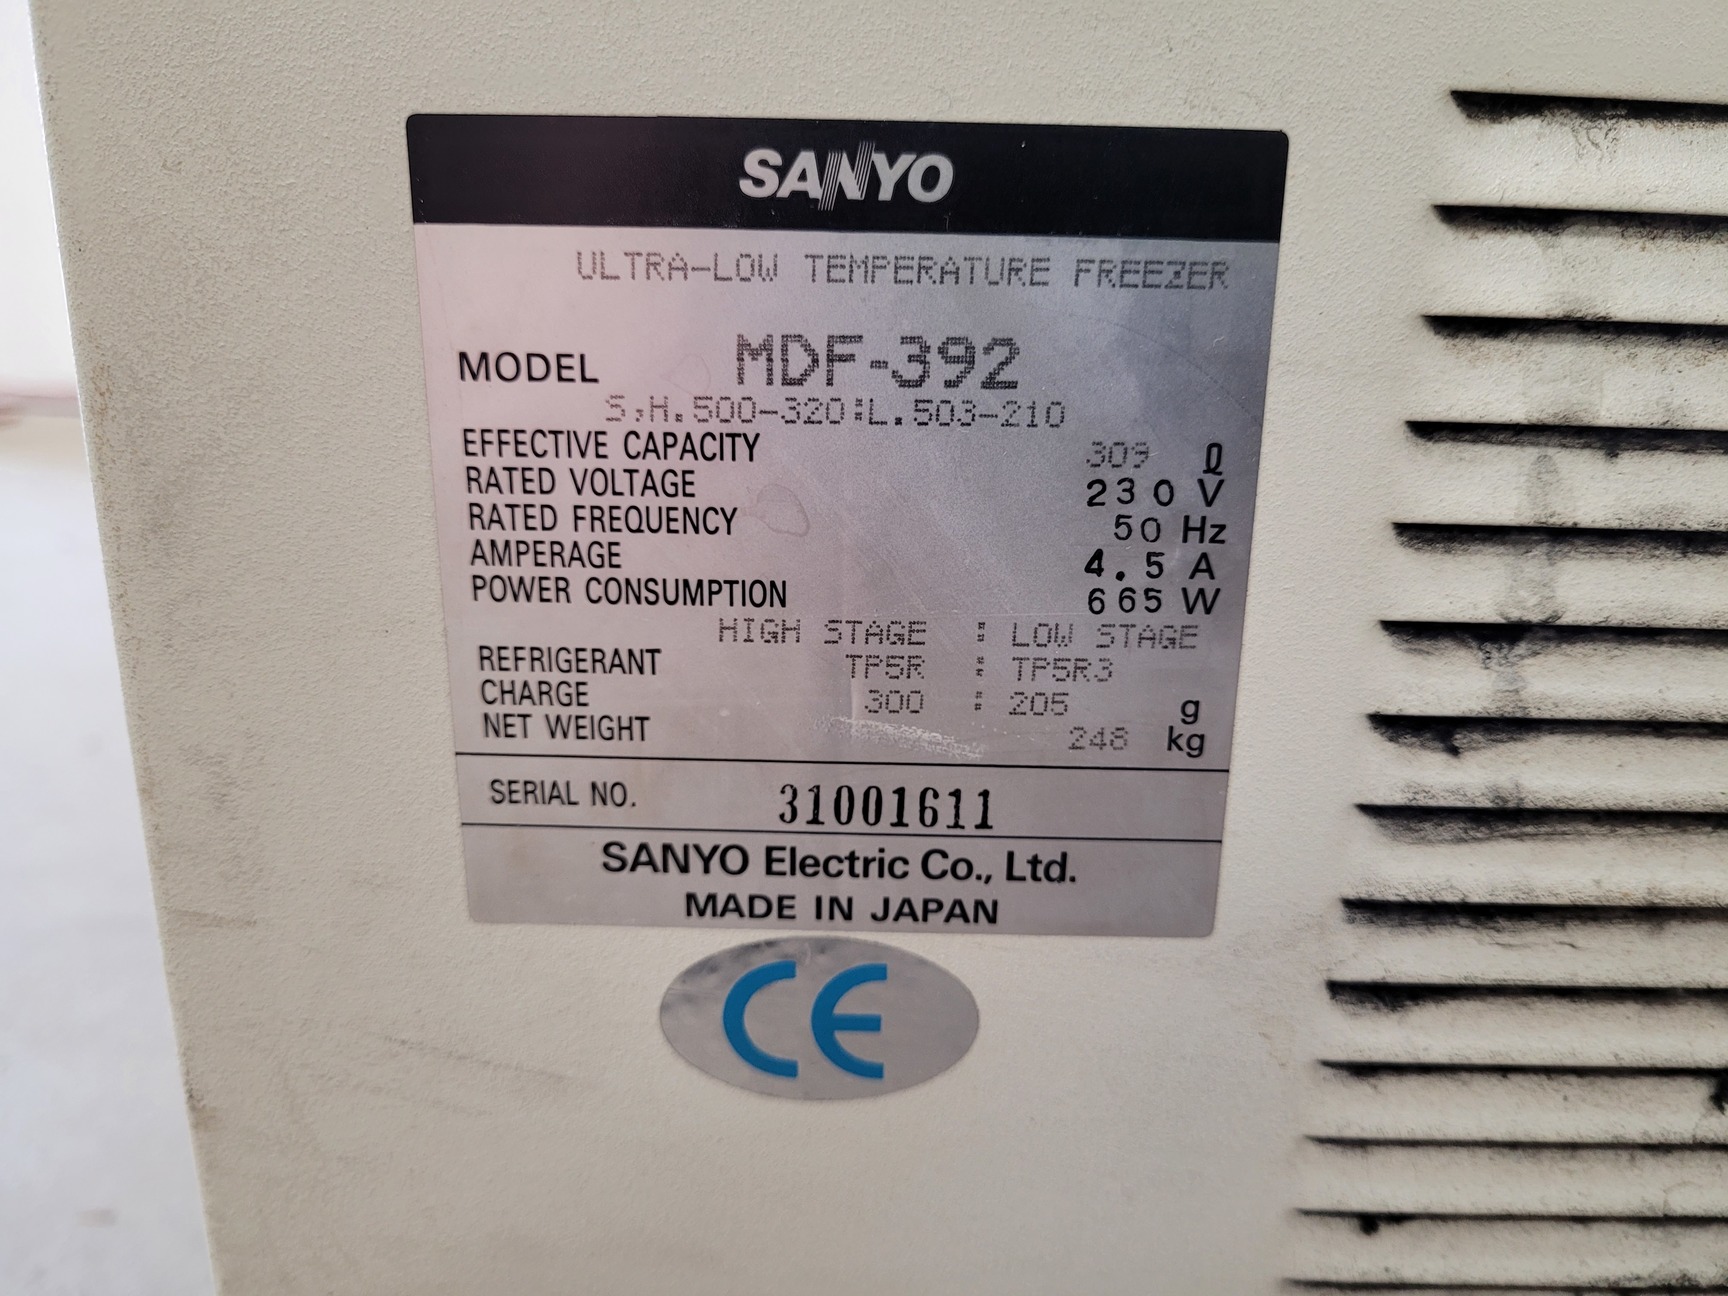 SANYO
ULTRA-LOW TEMPERATURE FREEZER
MODEL MDF-392
S,H.500-320:L.503-210
EFFECTIVE CAPACITY 309 ℓ
RATED VOLTAGE 230 V
RATED FREQUENCY 50 Hz
AMPERAGE 4.5 A
POWER CONSUMPTION 665 W
HIGH STAGE : LOW STAGE
REFRIGERANT TP5R : TP5R3
CHARGE 300 : 205 g
NET WEIGHT 248 kg
SERIAL NO. 31001611
SANYO Electric Co., Ltd.
MADE IN JAPAN
CE